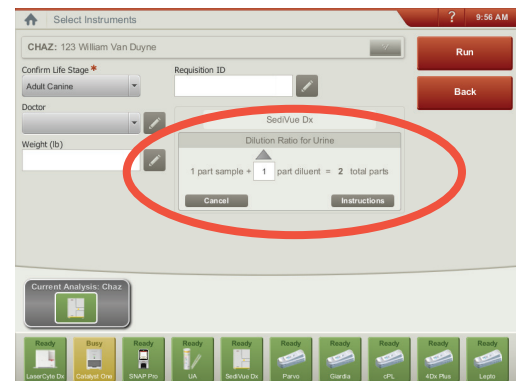 Select Instruments
? 9:56 AM
CHAZ: 123 William Van Duyne
Run
Confirm Life Stage *
Requisition ID
Adult Canine
Back
Doctor
SediVue Dx
Weight (lb)
Dilution Ratio for Urine
1 part sample + 1 part diluent = 2 total parts
Cancel
Instructions
Current Analysis: Chaz
Ready Busy Ready Ready Ready Ready Ready Ready Ready Ready
LaserCyte Dx Catalyst One SNAP Pro UA SediVue Dx Parvo Giardia cPL 4Dx Plus Lepto